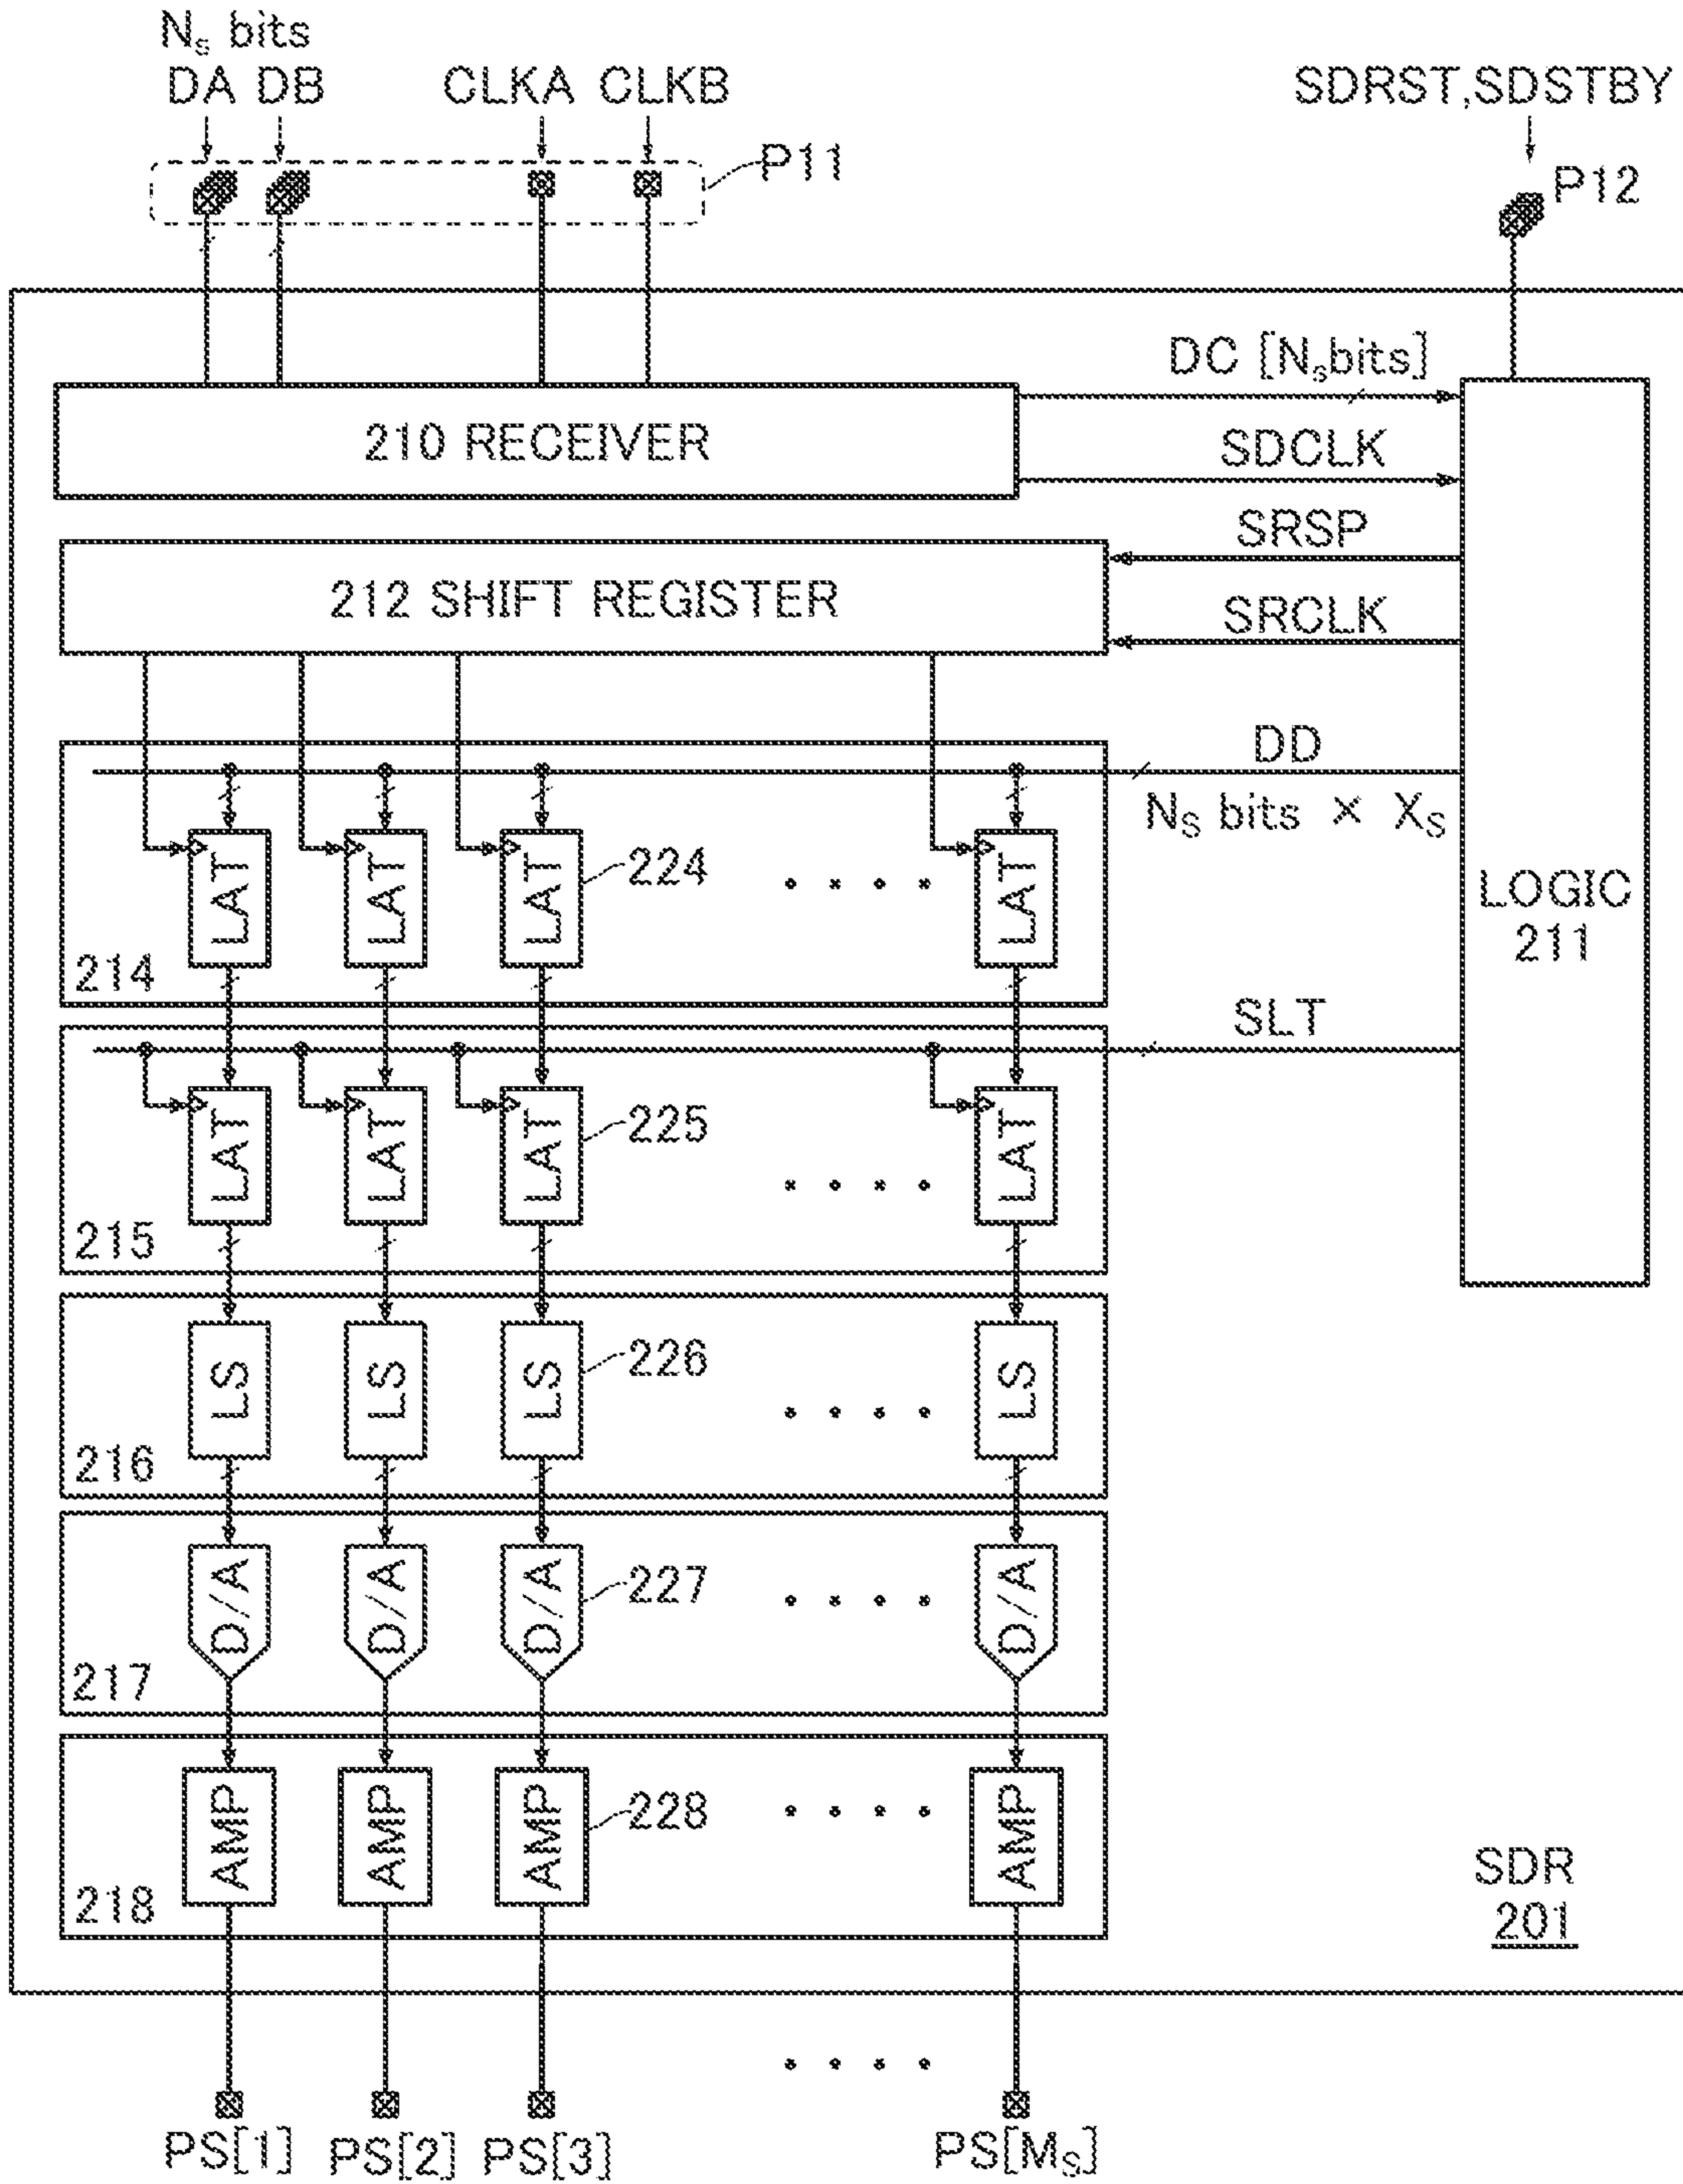 Ns bits
DA DB CLKA CLKB SDRST,SDSTBY
P11
P12
DC [Nsbits]
210 RECEIVER
SDCLK
SRSP
212 SHIFT REGISTER
SRCLK
DD
NS bits × XS
LAT LAT LAT LAT
224
LOGIC
211
214
SLT
LAT LAT LAT LAT
225
215
LS LS LS LS
226
216
D/A D/A D/A D/A
227
217
AMP AMP AMP AMP
228
218
SDR
201
PS[1] PS[2] PS[3] PS[MS]